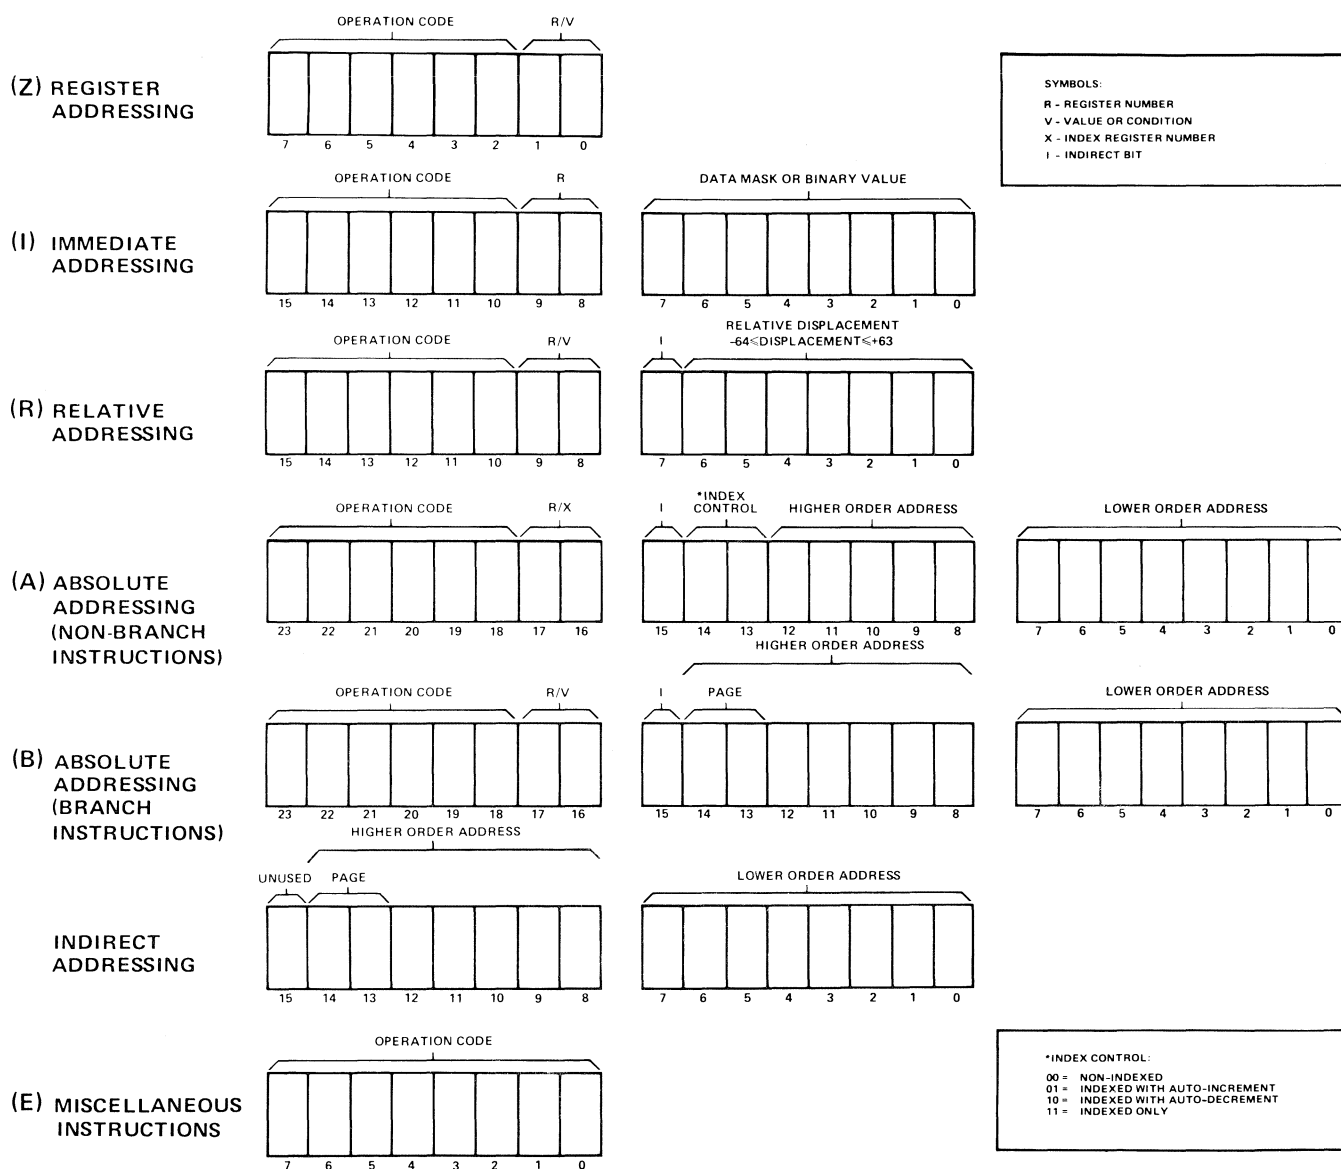 OPERATION CODE R/V
(Z) REGISTER
ADDRESSING
7 6 5 4 3 2 1 0
SYMBOLS:
R - REGISTER NUMBER
V - VALUE OR CONDITION
X - INDEX REGISTER NUMBER
I - INDIRECT BIT
OPERATION CODE R DATA MASK OR BINARY VALUE
(I) IMMEDIATE
ADDRESSING
15 14 13 12 11 10 9 8 7 6 5 4 3 2 1 0
RELATIVE DISPLACEMENT
OPERATION CODE R/V I -64⩽DISPLACEMENT⩽+63
(R) RELATIVE
ADDRESSING
15 14 13 12 11 10 9 8 7 6 5 4 3 2 1 0
*INDEX
OPERATION CODE R/X I CONTROL HIGHER ORDER ADDRESS LOWER ORDER ADDRESS
(A) ABSOLUTE
ADDRESSING
(NON-BRANCH
INSTRUCTIONS)
23 22 21 20 19 18 17 16 15 14 13 12 11 10 9 8 7 6 5 4 3 2 1 0
HIGHER ORDER ADDRESS
OPERATION CODE R/V I PAGE LOWER ORDER ADDRESS
(B) ABSOLUTE
ADDRESSING
(BRANCH
INSTRUCTIONS)
23 22 21 20 19 18 17 16 15 14 13 12 11 10 9 8 7 6 5 4 3 2 1 0
HIGHER ORDER ADDRESS
UNUSED PAGE LOWER ORDER ADDRESS
INDIRECT
ADDRESSING
15 14 13 12 11 10 9 8 7 6 5 4 3 2 1 0
OPERATION CODE
(E) MISCELLANEOUS
INSTRUCTIONS
7 6 5 4 3 2 1 0
*INDEX CONTROL:
00 = NON-INDEXED
01 = INDEXED WITH AUTO-INCREMENT
10 = INDEXED WITH AUTO-DECREMENT
11 = INDEXED ONLY